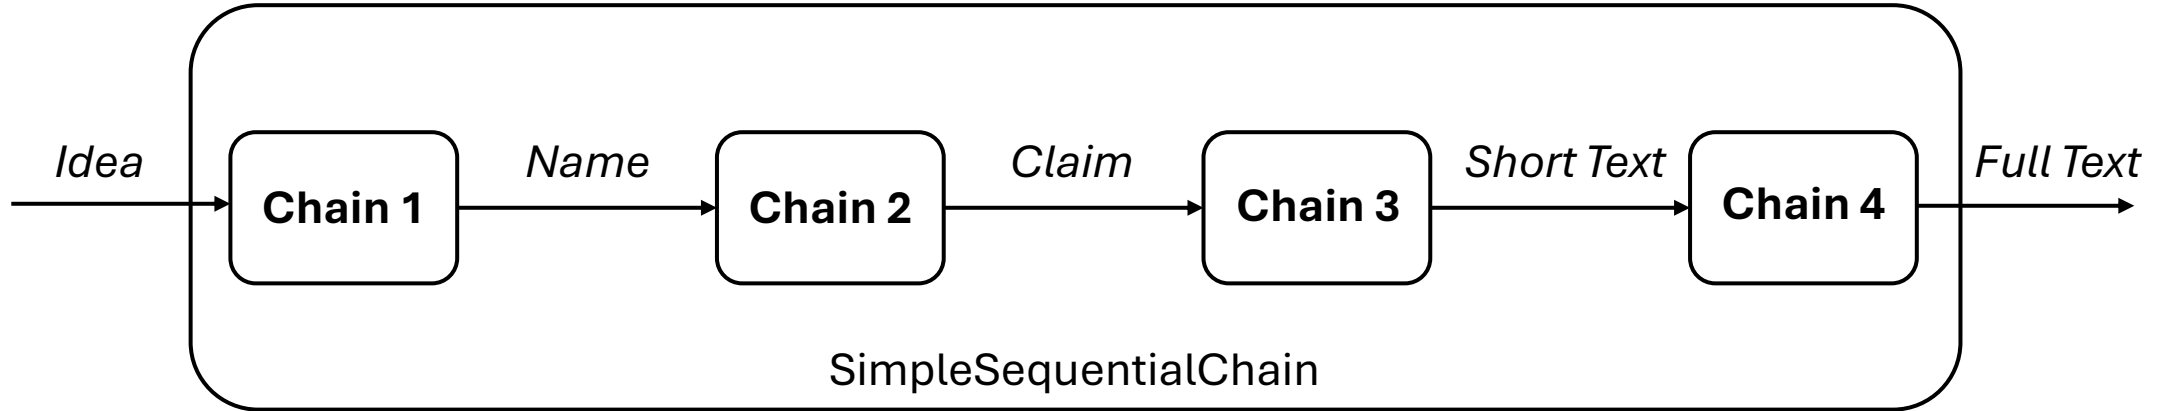 Idea
Name
Claim
Short Text
Full Text
Chain 1
Chain 2
Chain 3
Chain 4
SimpleSequentialChain